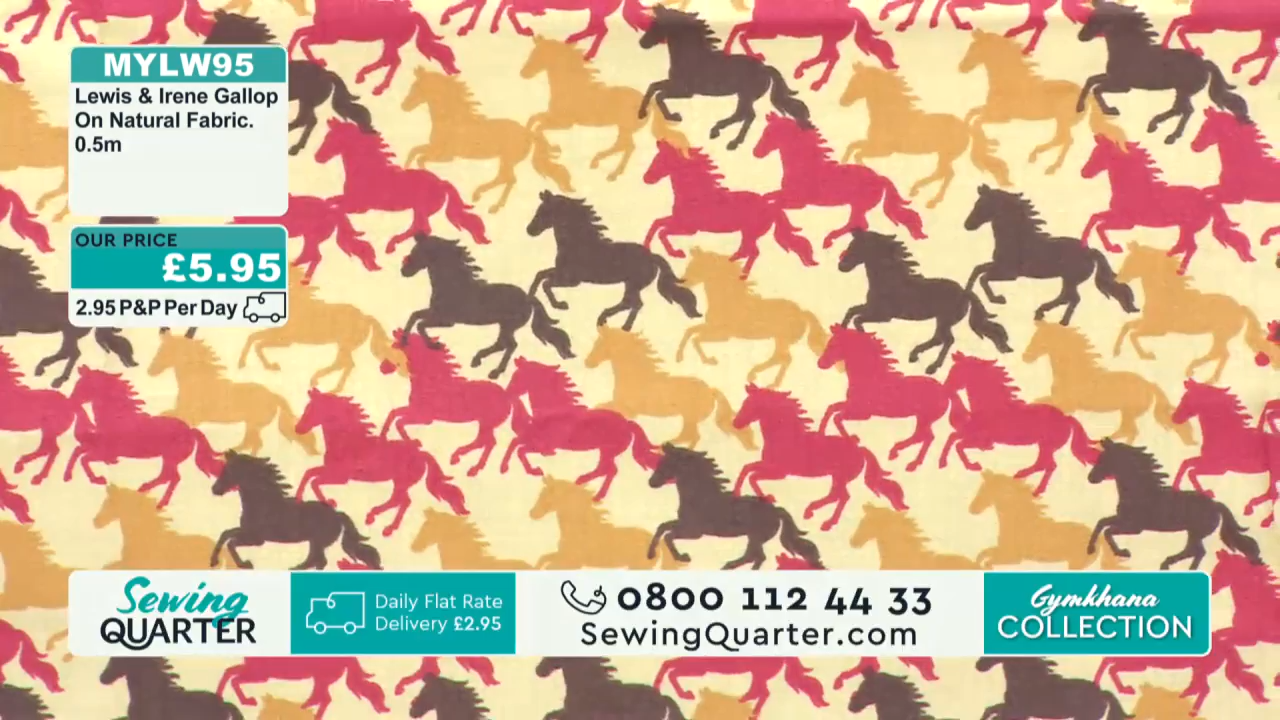 MYLW95
Lewis & Irene Gallop
On Natural Fabric.
0.5m
OUR PRICE
£5.95
2.95 P&P Per Day
Sewing
QUARTER
Daily Flat Rate
Delivery £2.95
0800 112 44 33
SewingQuarter.com
Gymkhana
COLLECTION